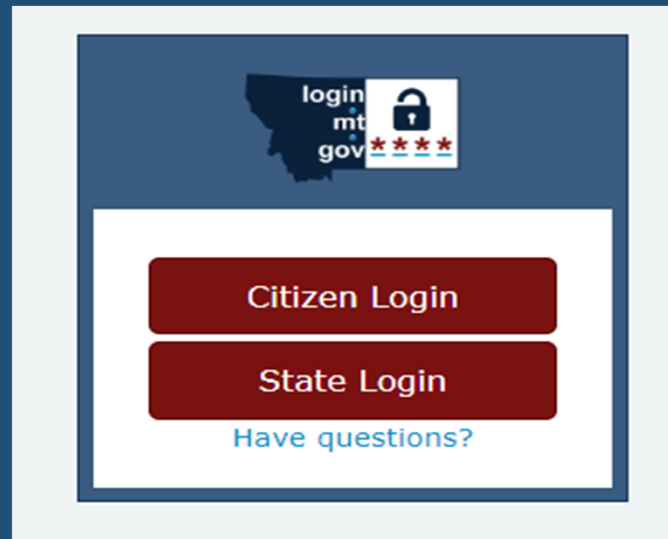 login
mt
gov ****
Citizen Login
State Login
Have questions?